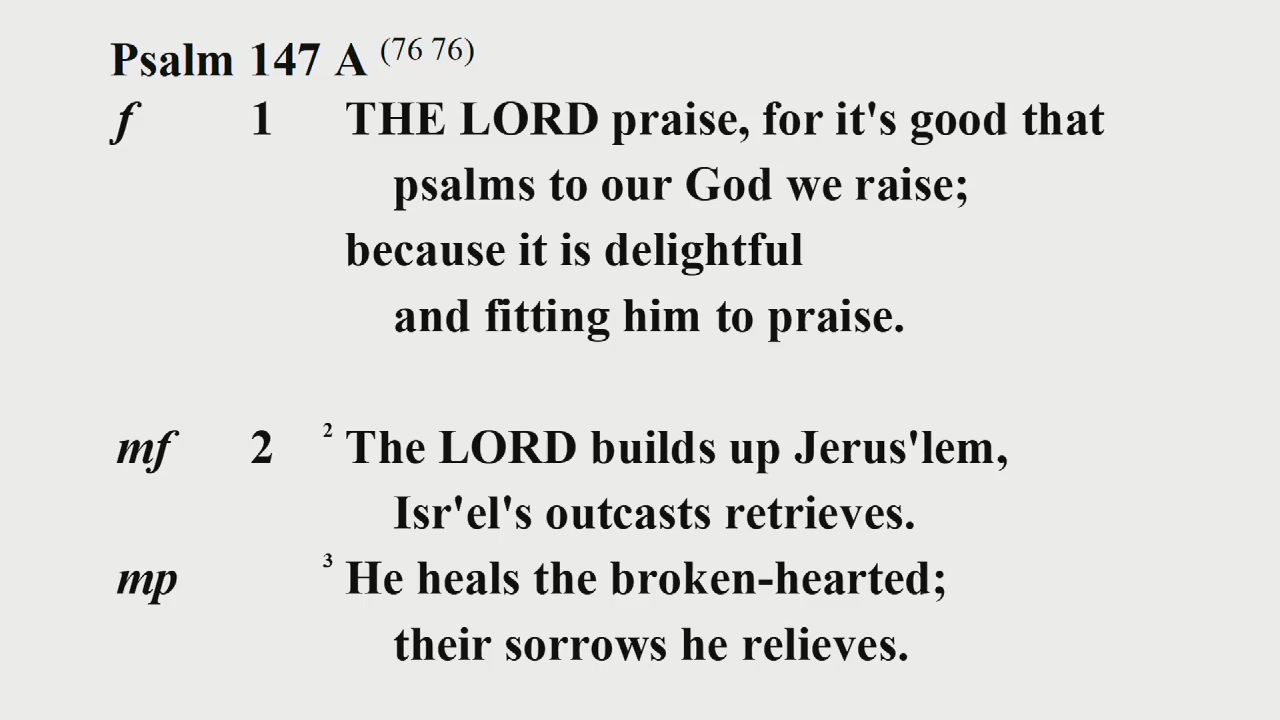 Psalm 147 A (76 76)
f 1 THE LORD praise, for it's good that
psalms to our God we raise;
because it is delightful
and fitting him to praise.
mf 2 2 The LORD builds up Jerus'lem,
Isr'el's outcasts retrieves.
mp 3 He heals the broken-hearted;
their sorrows he relieves.